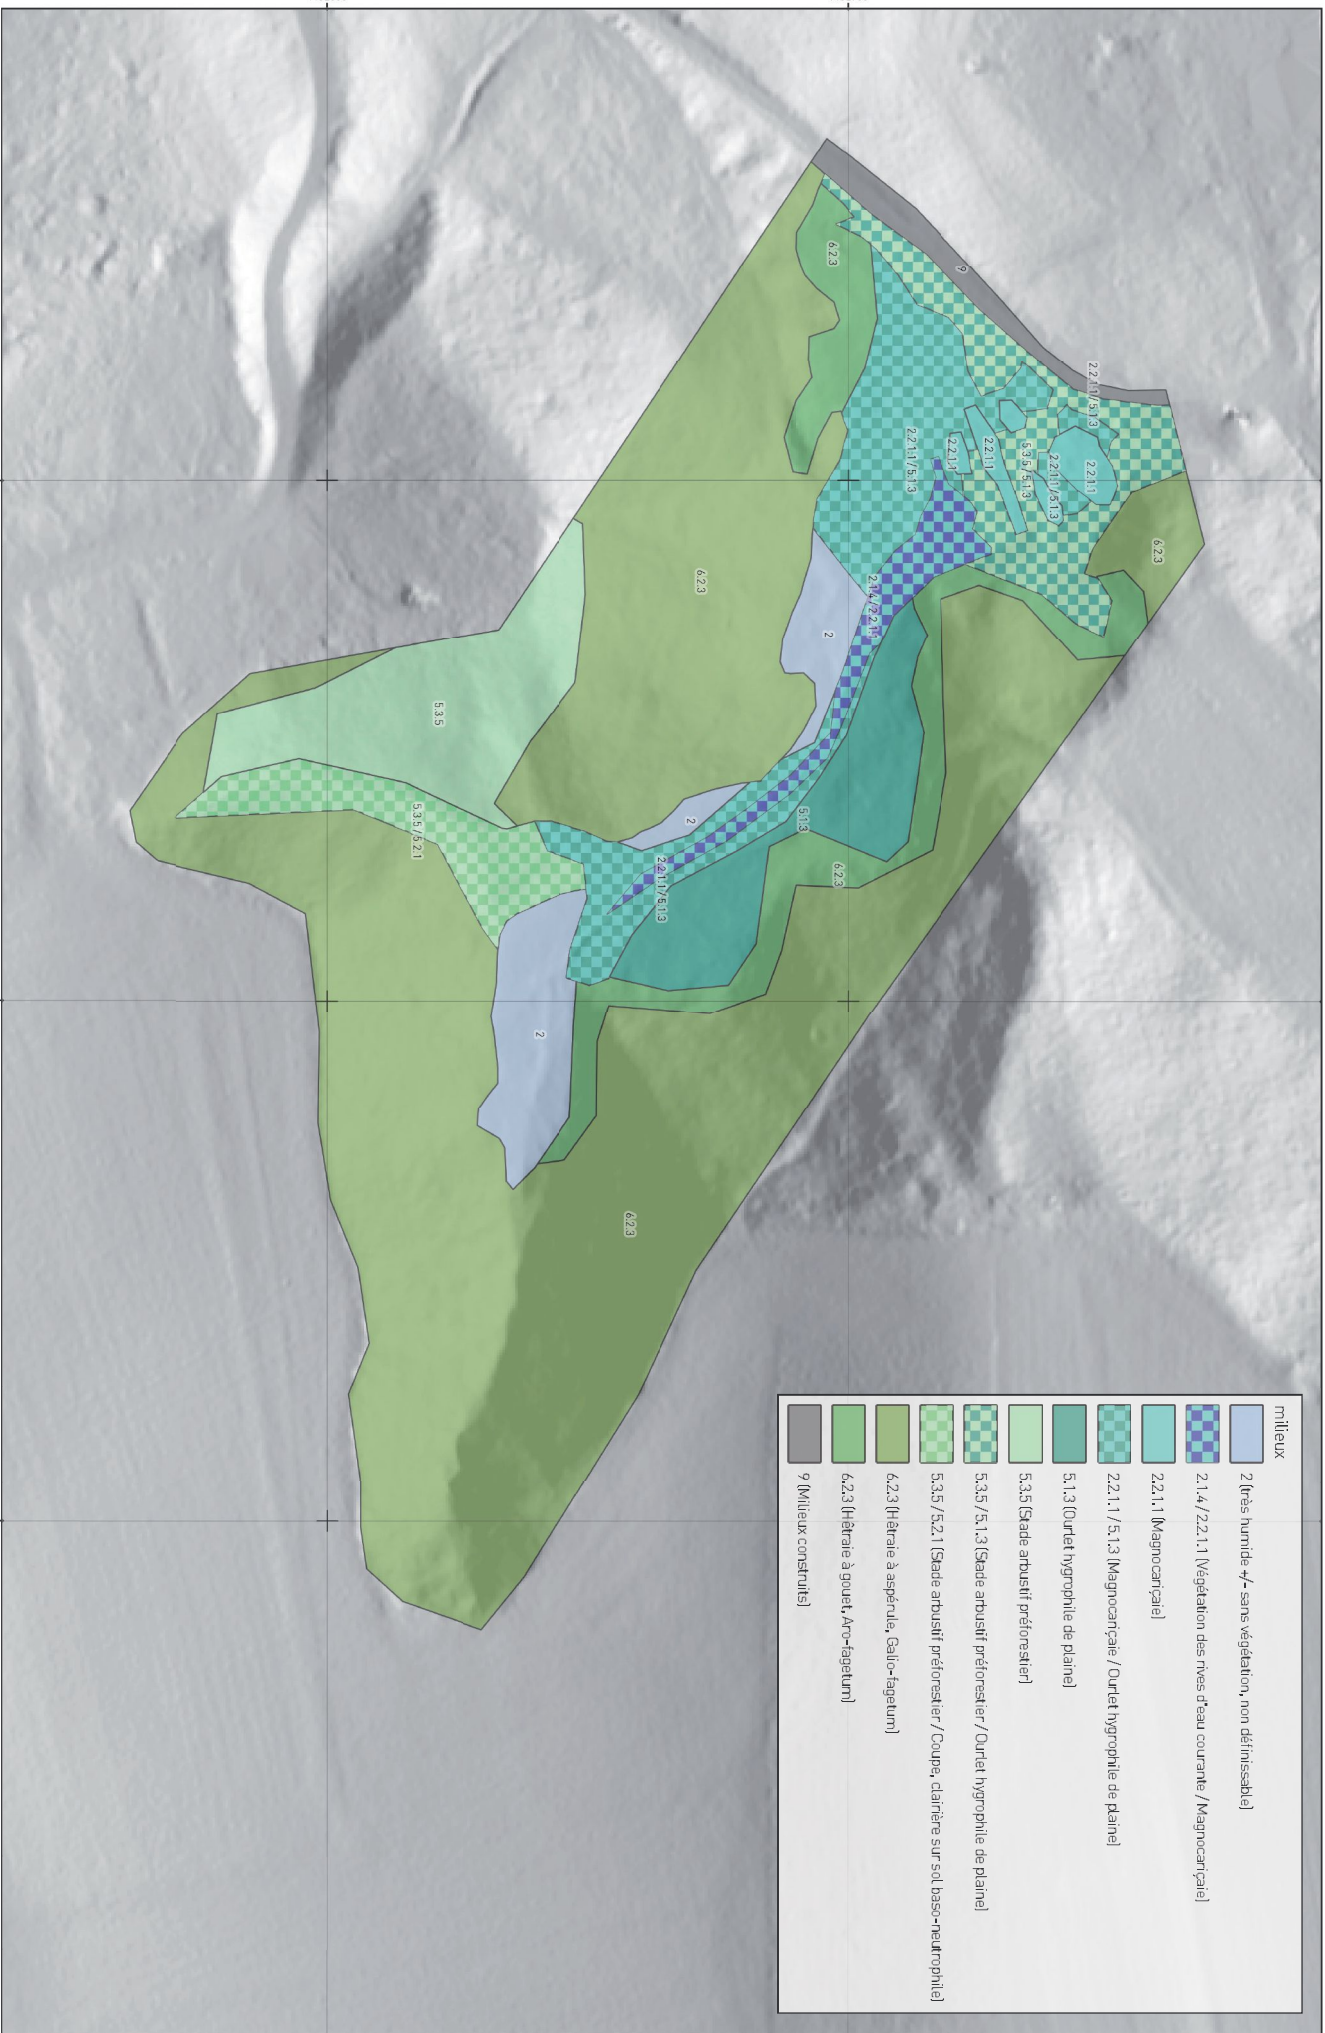 milieux
2 (très humide +/- sans végétation, non définissable)
2.1.4 / 2.2.1.1 (Végétation des rives d'eau courante / Magnocariçaie)
2.2.1.1 (Magnocariçaie)
2.2.1.1 / 5.1.3 (Magnocariçaie / Ourlet hygrophile de plaine)
5.1.3 (Ourlet hygrophile de plaine)
5.3.5 (Stade arbustif préforestier)
5.3.5 / 5.1.3 (Stade arbustif préforestier / Ourlet hygrophile de plaine)
5.3.5 / 5.2.1 (Stade arbustif préforestier / Coupe, clairière sur sol baso-neutrophile)
6.2.3 (Hêtraie à aspérule, Galio-fagetum)
6.2.3 (Hêtraie à gouet, Aro-fagetum)
9 (Milieux construits)
6.2.3
2.2.1.1 / 5.1.3
2.2.1.1
2.2.1.1 / 5.1.3
5.3.5 / 5.1.3
2.2.1.1
9
2.2.1.1
2.2.1.1 / 5.1.3
2.1.4 / 2.2.1.1
6.2.3
6.2.3
2
5.1.3
6.2.3
2
2.2.1.1 / 5.1.3
6.2.3
2
5.3.5
5.3.5 / 5.2.1
6.2.3